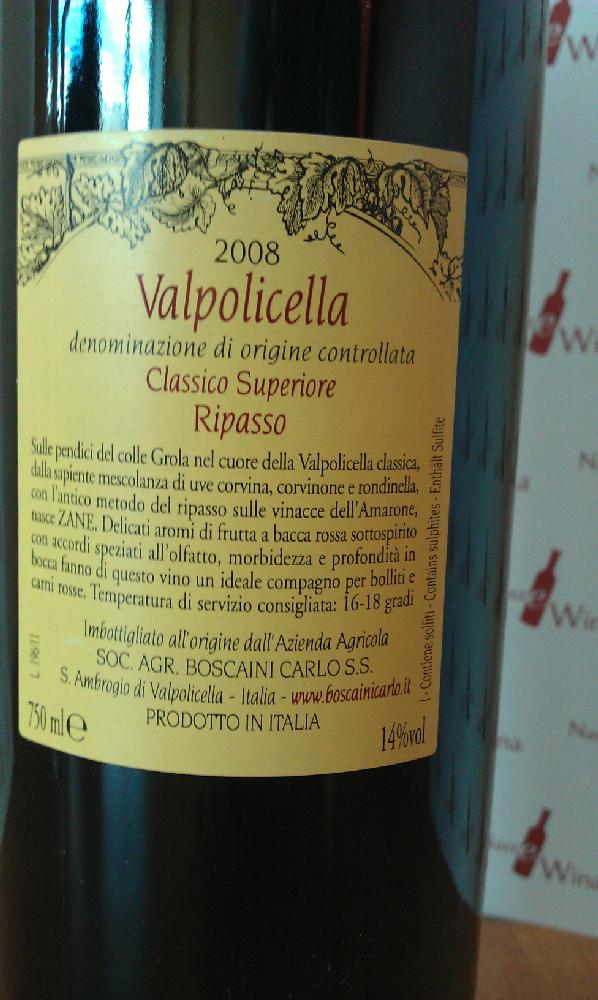 2008
Valpolicella
denominazione di origine controllata
Classico Superiore
Ripasso
Sulle pendici del colle Grola nel cuore della Valpolicella classica,
dalla sapiente mescolanza di uve corvina, corvinone e rondinella,
con l'antico metodo del ripasso sulle vinacce dell'Amarone,
nasce ZANE. Delicati aromi di frutta a bacca rossa sottospirito
con accordi speziati all'olfatto, morbidezza e profondità in
bocca fanno di questo vino un ideale compagno per bolliti e
carni rosse. Temperatura di servizio consigliata: 16-18 gradi
Imbottigliato all'origine dall'Azienda Agricola
SOC. AGR. BOSCAINI CARLO S.S.
S. Ambrogio di Valpolicella - Italia - www.boscainicarlo.it
PRODOTTO IN ITALIA
750 ml e
14%vol
L 196/11
- Contiene solfiti - Contains sulphites - Enthält Sulfite
e Wina
e Wina
e Wina